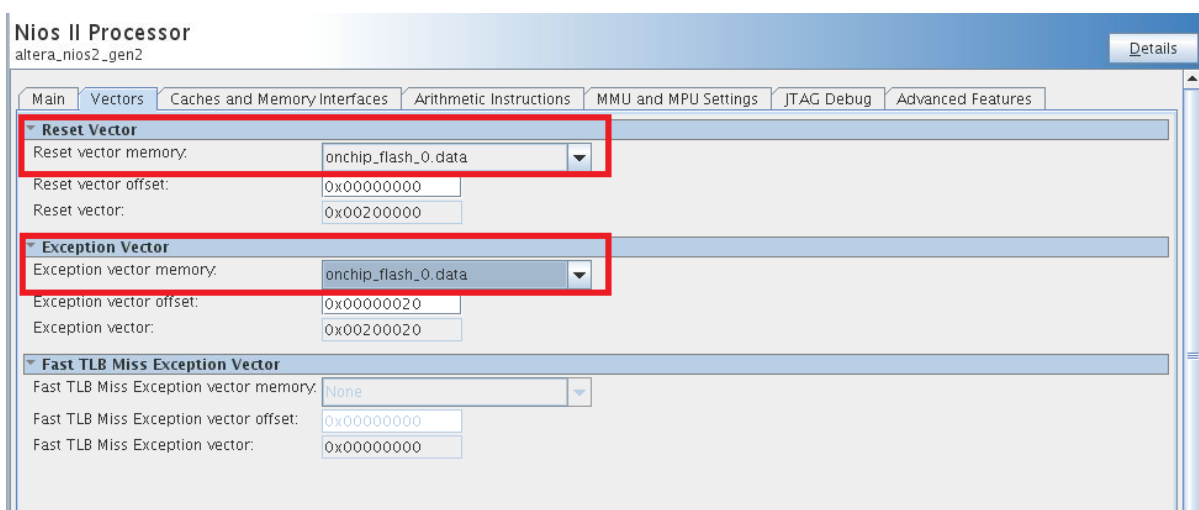 Nios II Processor
altera_nios2_gen2
Details
Main Vectors Caches and Memory Interfaces Arithmetic Instructions MMU and MPU Settings JTAG Debug Advanced Features
Reset Vector
Reset vector memory: onchip_flash_0.data
Reset vector offset: 0x00000000
Reset vector: 0x00200000
Exception Vector
Exception vector memory: onchip_flash_0.data
Exception vector offset: 0x00000020
Exception vector: 0x00200020
Fast TLB Miss Exception Vector
Fast TLB Miss Exception vector memory: None
Fast TLB Miss Exception vector offset: 0x00000000
Fast TLB Miss Exception vector: 0x00000000